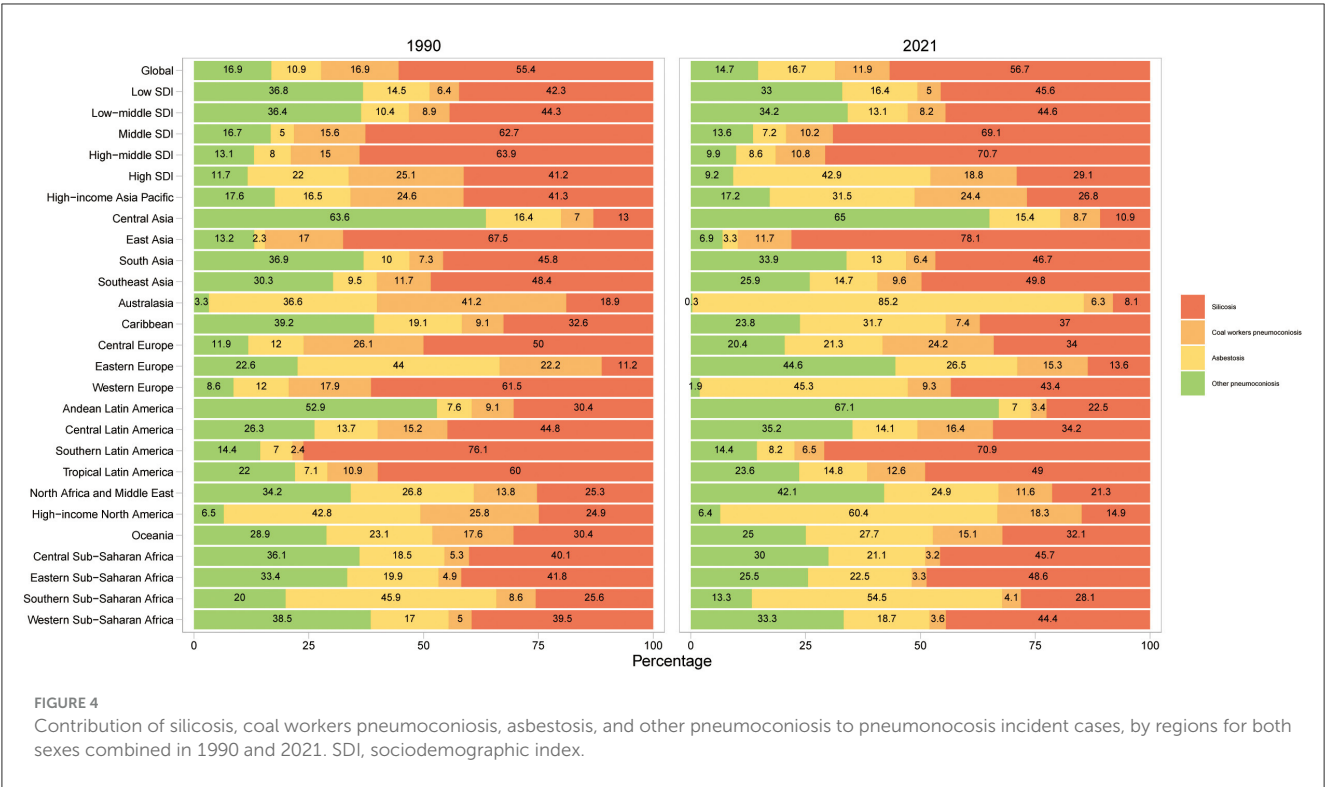 1990 2021
Global 16.9 10.9 16.9 55.4 14.7 16.7 11.9 56.7
Low SDI 36.8 14.5 6.4 42.3 33 16.4 5 45.6
Low−middle SDI 36.4 10.4 8.9 44.3 34.2 13.1 8.2 44.6
Middle SDI 16.7 5 15.6 62.7 13.6 7.2 10.2 69.1
High−middle SDI 13.1 8 15 63.9 9.9 8.6 10.8 70.7
High SDI 11.7 22 25.1 41.2 9.2 42.9 18.8 29.1
High−income Asia Pacific 17.6 16.5 24.6 41.3 17.2 31.5 24.4 26.8
Central Asia 63.6 16.4 7 13 65 15.4 8.7 10.9
East Asia 13.2 2.3 17 67.5 6.9 3.3 11.7 78.1
South Asia 36.9 10 7.3 45.8 33.9 13 6.4 46.7
Southeast Asia 30.3 9.5 11.7 48.4 25.9 14.7 9.6 49.8
Australasia 3.3 36.6 41.2 18.9 0.3 85.2 6.3 8.1
Caribbean 39.2 19.1 9.1 32.6 23.8 31.7 7.4 37
Central Europe 11.9 12 26.1 50 20.4 21.3 24.2 34
Eastern Europe 22.6 44 22.2 11.2 44.6 26.5 15.3 13.6
Western Europe 8.6 12 17.9 61.5 1.9 45.3 9.3 43.4
Andean Latin America 52.9 7.6 9.1 30.4 67.1 7 3.4 22.5
Central Latin America 26.3 13.7 15.2 44.8 35.2 14.1 16.4 34.2
Southern Latin America 14.4 7 2.4 76.1 14.4 8.2 6.5 70.9
Tropical Latin America 22 7.1 10.9 60 23.6 14.8 12.6 49
North Africa and Middle East 34.2 26.8 13.8 25.3 42.1 24.9 11.6 21.3
High−income North America 6.5 42.8 25.8 24.9 6.4 60.4 18.3 14.9
Oceania 28.9 23.1 17.6 30.4 25 27.7 15.1 32.1
Central Sub−Saharan Africa 36.1 18.5 5.3 40.1 30 21.1 3.2 45.7
Eastern Sub−Saharan Africa 33.4 19.9 4.9 41.8 25.5 22.5 3.3 48.6
Southern Sub−Saharan Africa 20 45.9 8.6 25.6 13.3 54.5 4.1 28.1
Western Sub−Saharan Africa 38.5 17 5 39.5 33.3 18.7 3.6 44.4
0 25 50 75 100 0 25 50 75 100
Percentage
Silicosis
Coal workers pneumoconiosis
Asbestosis
Other pneumoconiosis
FIGURE 4
Contribution of silicosis, coal workers pneumoconiosis, asbestosis, and other pneumoconiosis to pneumonocosis incident cases, by regions for both
sexes combined in 1990 and 2021. SDI, sociodemographic index.